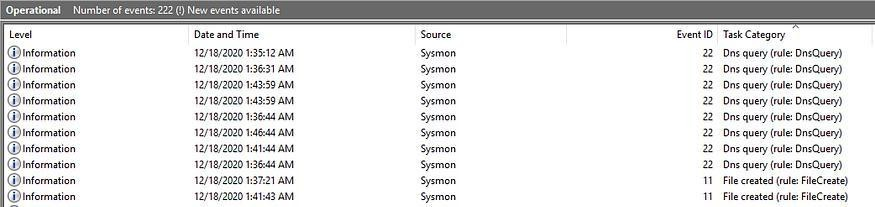 Operational Number of events: 222 (!) New events available
Level Date and Time Source Event ID Task Category
Information 12/18/2020 1:35:12 AM Sysmon 22 Dns query (rule: DnsQuery)
Information 12/18/2020 1:36:31 AM Sysmon 22 Dns query (rule: DnsQuery)
Information 12/18/2020 1:43:59 AM Sysmon 22 Dns query (rule: DnsQuery)
Information 12/18/2020 1:43:59 AM Sysmon 22 Dns query (rule: DnsQuery)
Information 12/18/2020 1:36:44 AM Sysmon 22 Dns query (rule: DnsQuery)
Information 12/18/2020 1:46:44 AM Sysmon 22 Dns query (rule: DnsQuery)
Information 12/18/2020 1:41:44 AM Sysmon 22 Dns query (rule: DnsQuery)
Information 12/18/2020 1:36:44 AM Sysmon 22 Dns query (rule: DnsQuery)
Information 12/18/2020 1:37:21 AM Sysmon 11 File created (rule: FileCreate)
Information 12/18/2020 1:41:43 AM Sysmon 11 File created (rule: FileCreate)